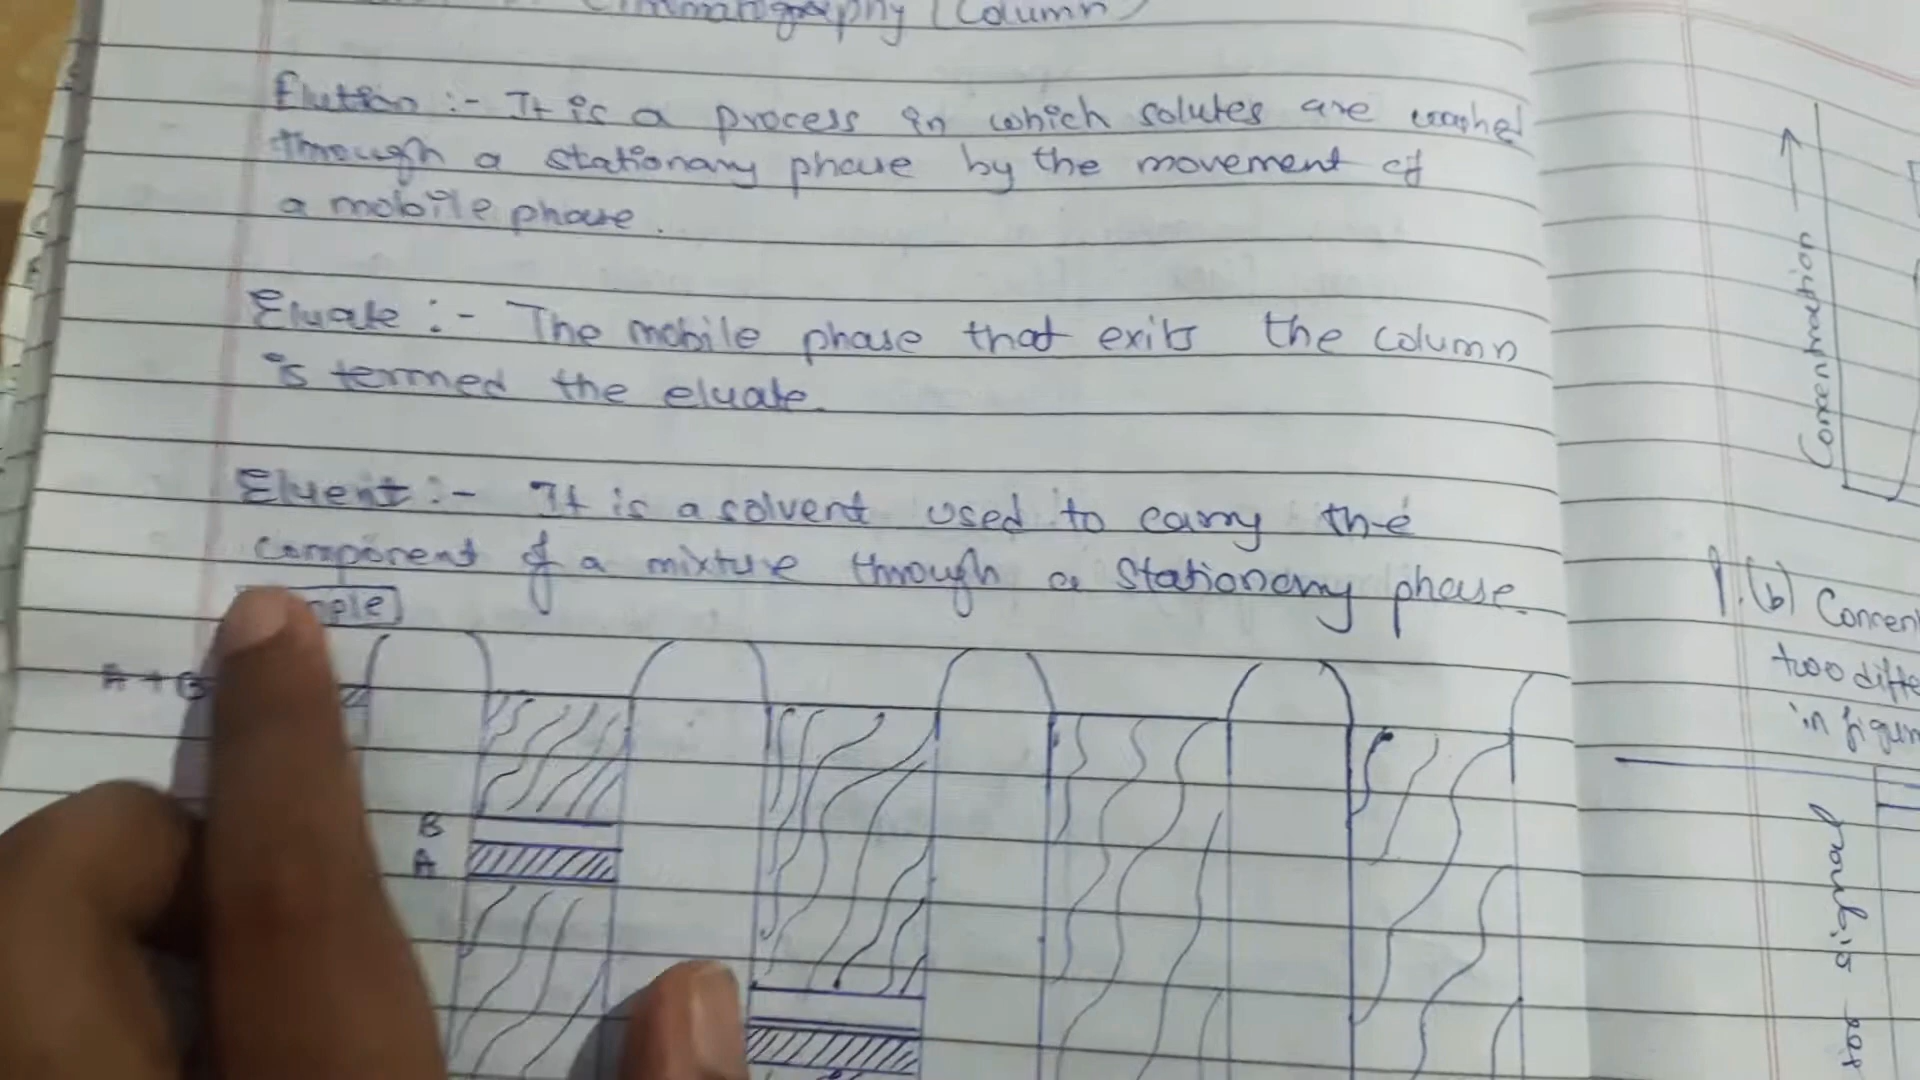 Chromatography (Column)
Elution :- It is a process in which solutes are washed
through a stationary phase by the movement of
a mobile phase.
Eluate :- The mobile phase that exits the column
is termed the eluate.
Eluent :- It is a solvent used to carry the
component of a mixture through a stationary phase.
A + B
B
A
Concentration →
(b) Concen
two diffe
in figur